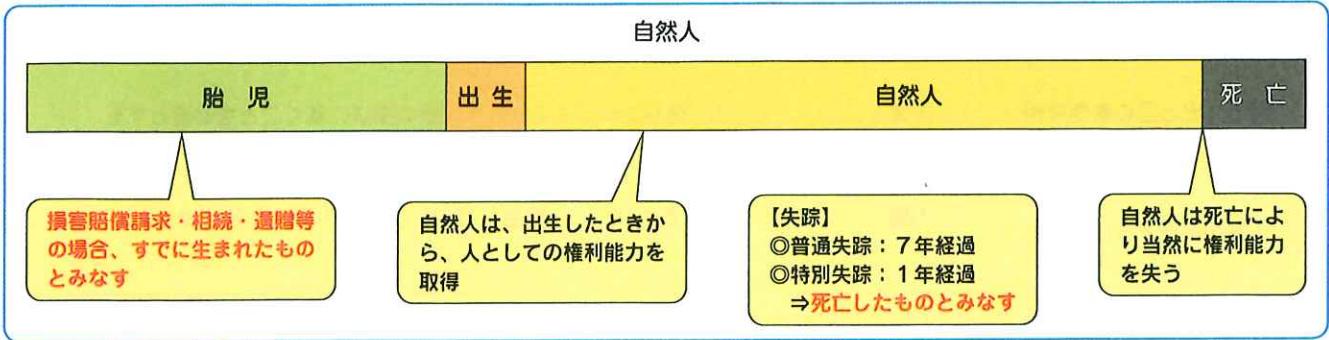 自然人
胎 児
出 生
自然人
死 亡
損害賠償請求・相続・遺贈等
の場合、すでに生まれたもの
とみなす
自然人は、出生したときか
ら、人としての権利能力を
取得
【失踪】
◎普通失踪：７年経過
◎特別失踪：１年経過
⇒死亡したものとみなす
自然人は死亡によ
り当然に権利能力
を失う